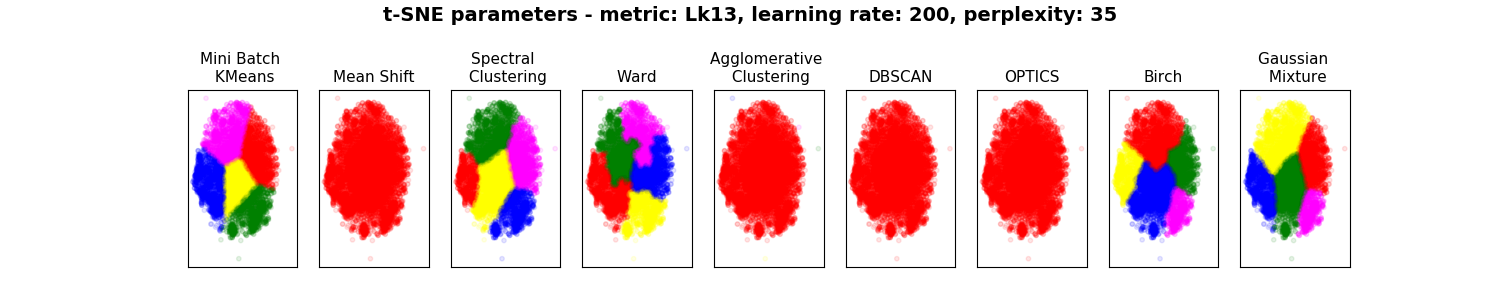 t-SNE parameters - metric: Lk13, learning rate: 200, perplexity: 35
Mini Batch
KMeans
Mean Shift
Spectral
Clustering
Ward
Agglomerative
Clustering
DBSCAN
OPTICS
Birch
Gaussian
Mixture